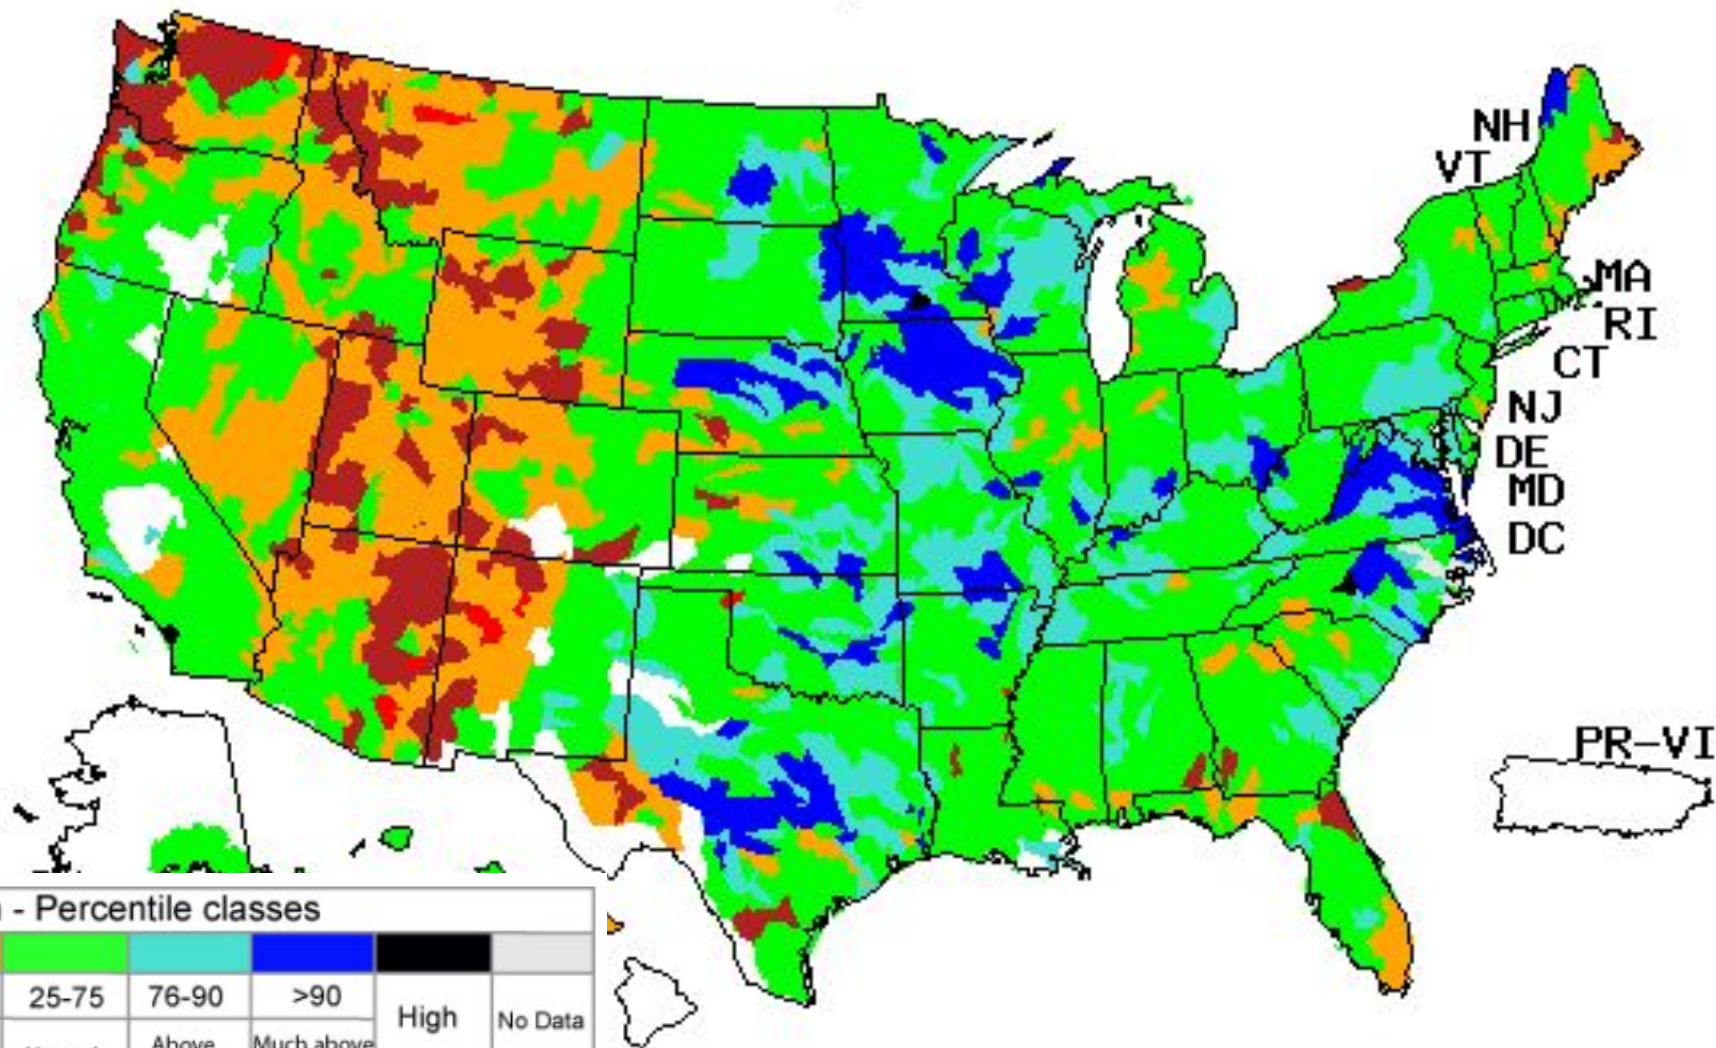 NH
VT
MA
RI
CT
NJ
DE
MD
DC
PR-VI
- Percentile classes
25-75 76-90 >90 High No Data
Above Much above